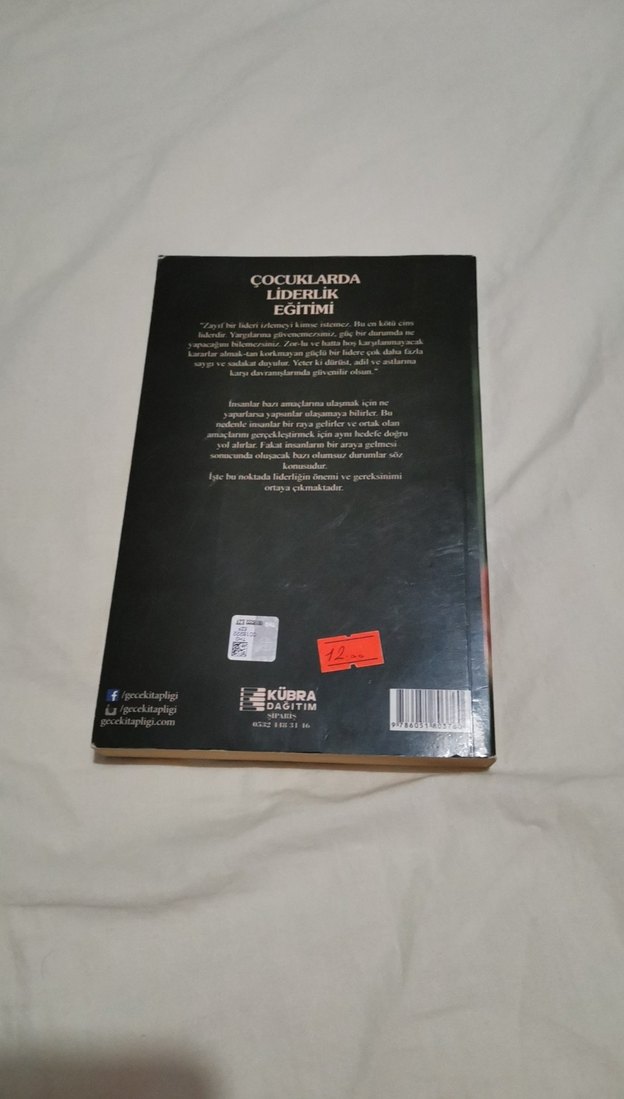 ÇOCUKLARDA
LİDERLİK
EĞİTİMİ
"Zayıf bir lideri izlemeyi kimse istemez. Bu en kötü cins
liderdir. Yargılarına güvenemezsiniz, güç bir durumda ne
yapacağını bilemezsiniz. Zor-lu ve hatta hoş karşılanmayacak
kararlar almak-tan korkmayan güçlü bir lidere çok daha fazla
saygı ve sadakat duyulur. Yeter ki dürüst, adil ve astlarına
karşı davranışlarında güvenilir olsun."
İnsanlar bazı amaçlarına ulaşmak için ne
yaparlarsa yapsınlar ulaşamaya bilirler. Bu
nedenle insanlar bir raya gelirler ve ortak olan
amaçlarını gerçekleştirmek için aynı hedefe doğru
yol alırlar. Fakat insanların bir araya gelmesi
sonucunda oluşacak bazı olumsuz durumlar söz
konusudur.
İşte bu noktada liderliğin önemi ve gereksinimi
ortaya çıkmaktadır.
12
/gecekitapligi
/gecekitapligi
gecekitapligi.com
KÜBRA
DAĞITIM
SİPARİŞ
0532 448 31 46